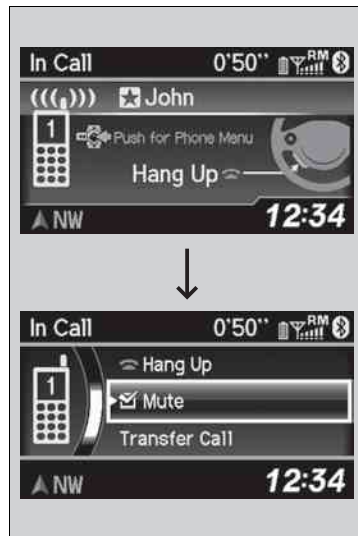 In Call 0'50" RM
John
1
Push for Phone Menu
Hang Up
NW 12:34
In Call 0'50" RM
Hang Up
1
Mute
Transfer Call
NW 12:34